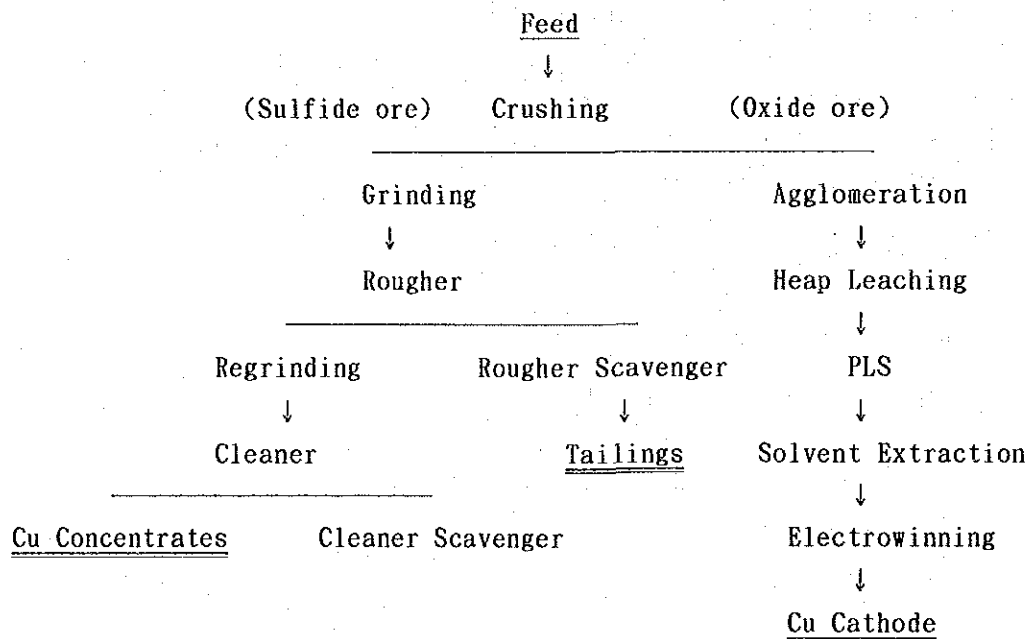 Feed
↓
(Sulfide ore) Crushing (Oxide ore)
Grinding Agglomeration
↓ ↓
Rougher Heap Leaching
↓
Regrinding Rougher Scavenger PLS
↓ ↓ ↓
Cleaner Tailings Solvent Extraction
↓
Cu Concentrates Cleaner Scavenger Electrowinning
↓
Cu Cathode